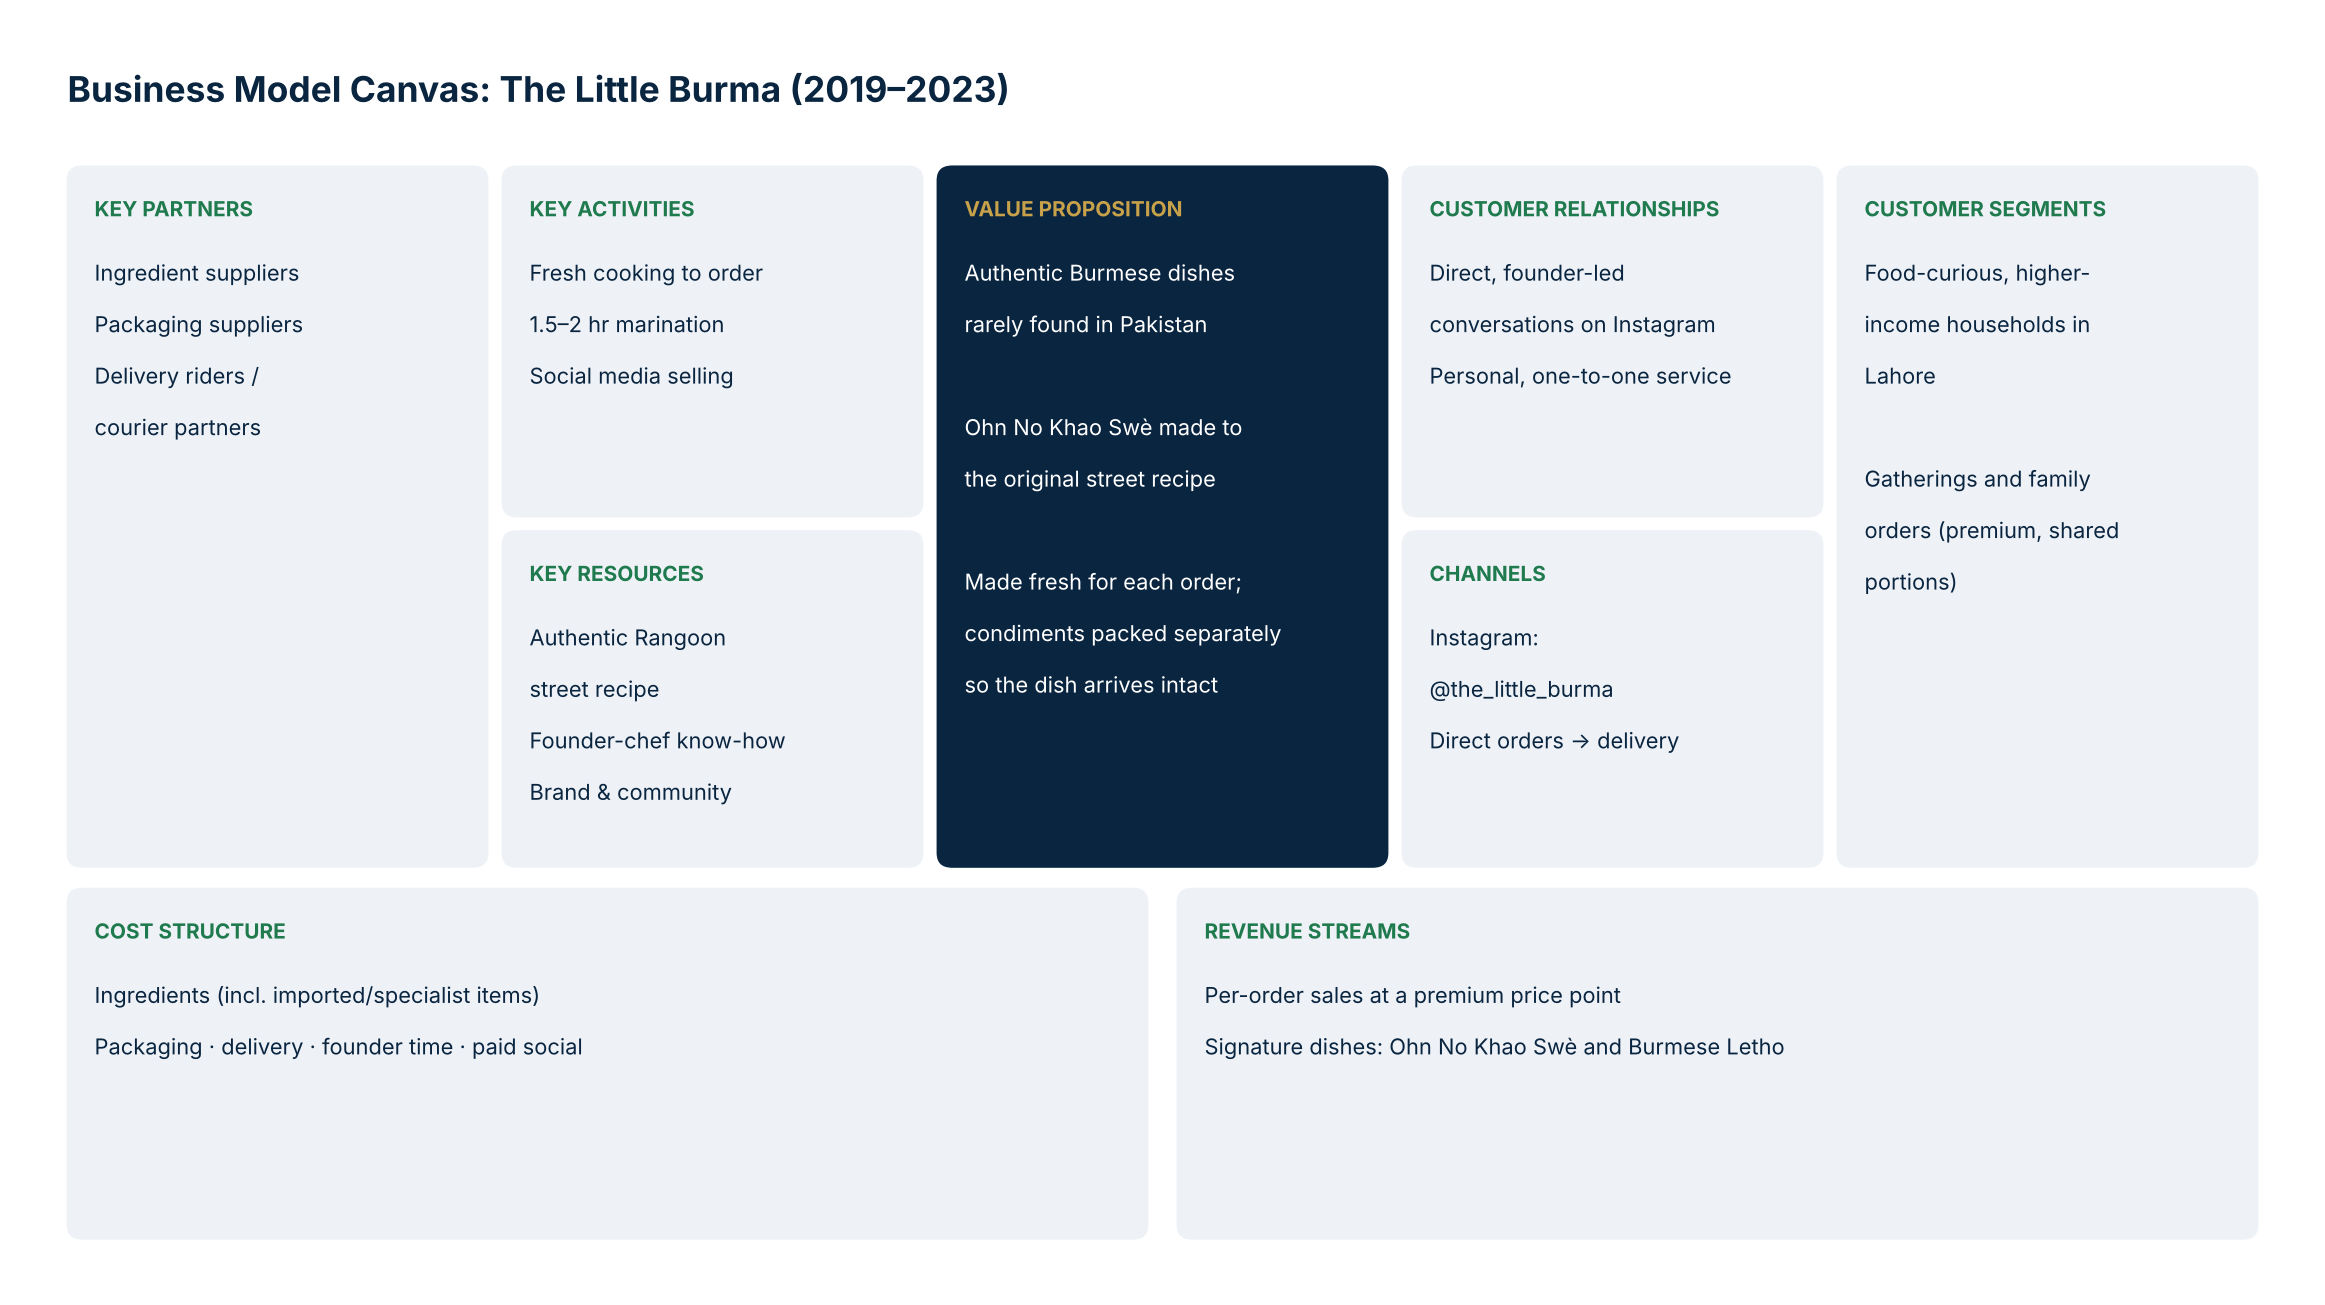 Business Model Canvas: The Little Burma (2019–2023)
KEY PARTNERS
Ingredient suppliers
Packaging suppliers
Delivery riders /
courier partners
KEY ACTIVITIES
Fresh cooking to order
1.5–2 hr marination
Social media selling
KEY RESOURCES
Authentic Rangoon
street recipe
Founder-chef know-how
Brand & community
VALUE PROPOSITION
Authentic Burmese dishes
rarely found in Pakistan
Ohn No Khao Swè made to
the original street recipe
Made fresh for each order;
condiments packed separately
so the dish arrives intact
CUSTOMER RELATIONSHIPS
Direct, founder-led
conversations on Instagram
Personal, one-to-one service
CHANNELS
Instagram:
@the_little_burma
Direct orders → delivery
CUSTOMER SEGMENTS
Food-curious, higher-
income households in
Lahore
Gatherings and family
orders (premium, shared
portions)
COST STRUCTURE
Ingredients (incl. imported/specialist items)
Packaging · delivery · founder time · paid social
REVENUE STREAMS
Per-order sales at a premium price point
Signature dishes: Ohn No Khao Swè and Burmese Letho